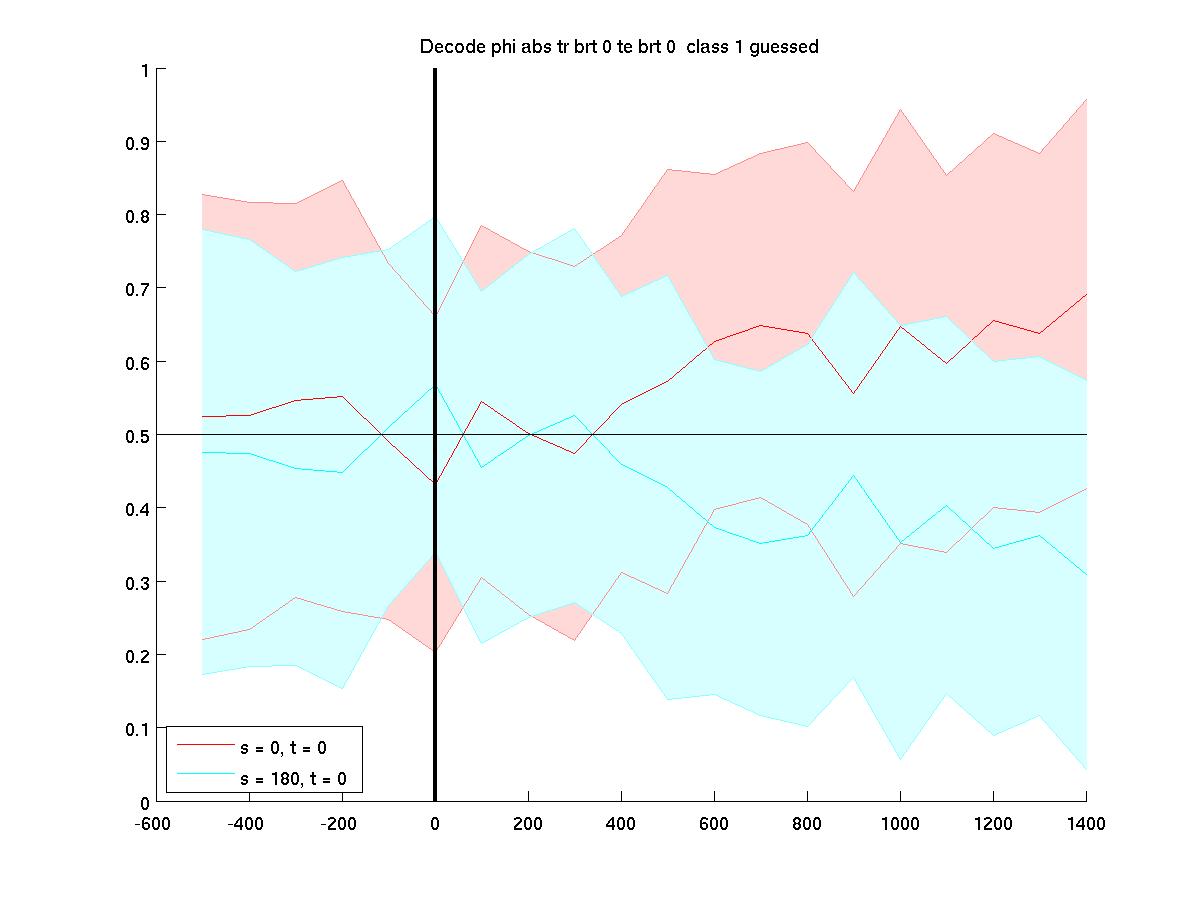 Decode phi abs tr brt 0 te brt 0  class 1 guessed
1
0.9
0.8
0.7
0.6
0.5
0.4
0.3
0.2
0.1
0
s = 0, t = 0
s = 180, t = 0
-600 -400 -200 0 200 400 600 800 1000 1200 1400